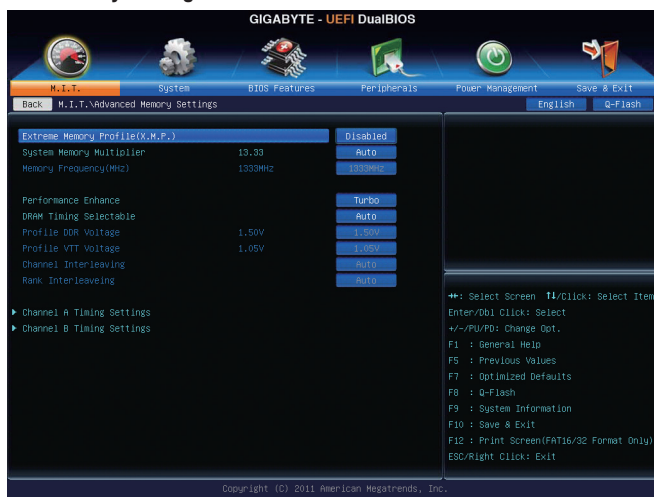 GIGABYTE - UEFI DualBIOS
M.I.T. System BIOS Features Peripherals Power Management Save & Exit
Back M.I.T.\Advanced Memory Settings English Q-Flash
Extreme Memory Profile(X.M.P.) Disabled
System Memory Multiplier 13.33 Auto
Memory Frequency(MHz) 1333MHz 1333MHz
Performance Enhance Turbo
DRAM Timing Selectable Auto
Profile DDR Voltage 1.50V 1.50V
Profile VTT Voltage 1.05V 1.05V
Channel Interleaving Auto
Rank Interleaveing Auto
Channel A Timing Settings
Channel B Timing Settings
→←: Select Screen ↑↓/Click: Select Item
Enter/Dbl Click: Select
+/-/PU/PD: Change Opt.
F1 : General Help
F5 : Previous Values
F7 : Optimized Defaults
F8 : Q-Flash
F9 : System Information
F10 : Save & Exit
F12 : Print Screen(FAT16/32 Format Only)
ESC/Right Click: Exit
Copyright (C) 2011 American Megatrends, Inc.